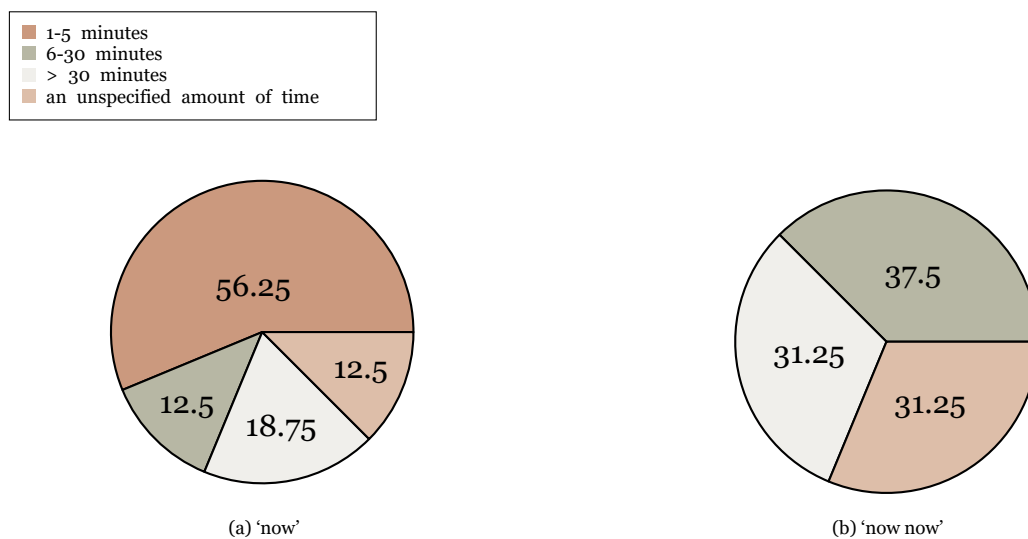 1-5 minutes
6-30 minutes
> 30 minutes
an unspecified amount of time
56.25
12.5
18.75
12.5
(a) ‘now’
37.5
31.25
31.25
(b) ‘now now’